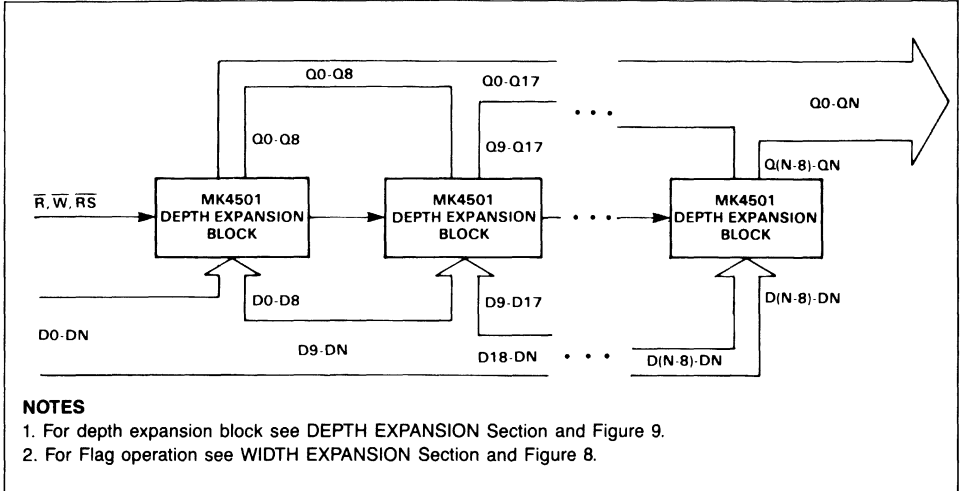 Q0-Q8
Q0-Q17
Q0-QN
Q0-Q8
Q9-Q17
Q(N-8)-QN
R, W, RS
MK4501
DEPTH EXPANSION
BLOCK
MK4501
DEPTH EXPANSION
BLOCK
MK4501
DEPTH EXPANSION
BLOCK
D0-D8
D9-D17
D(N-8)-DN
D0-DN
D9-DN
D18-DN
D(N-8)-DN
NOTES
1. For depth expansion block see DEPTH EXPANSION Section and Figure 9.
2. For Flag operation see WIDTH EXPANSION Section and Figure 8.